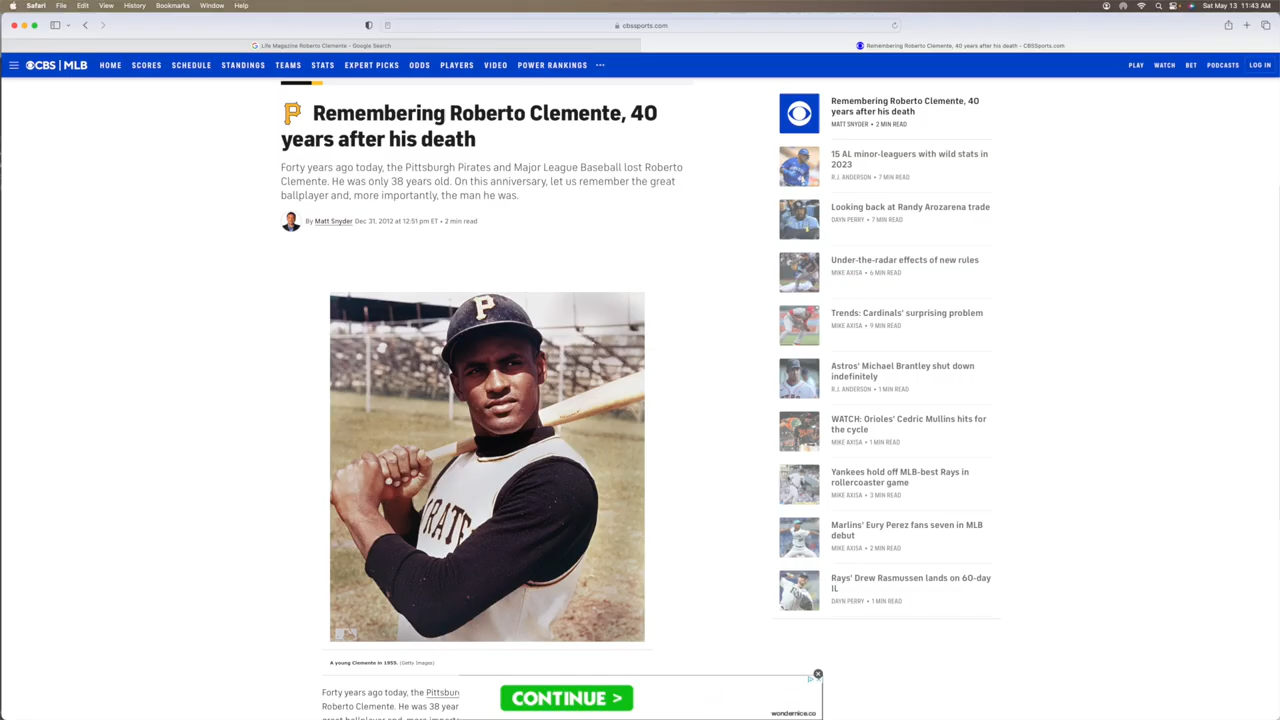 Safari File Edit View History Bookmarks Window Help
Sat May 13 11:43 AM
cbssports.com
Life Magazine Roberto Clemente - Google Search
Remembering Roberto Clemente, 40 years after his death - CBSSports.com
CBS | MLB HOME SCORES SCHEDULE STANDINGS TEAMS STATS EXPERT PICKS ODDS PLAYERS VIDEO POWER RANKINGS ••• PLAY WATCH BET PODCASTS LOG IN
P Remembering Roberto Clemente, 40
years after his death
Forty years ago today, the Pittsburgh Pirates and Major League Baseball lost Roberto
Clemente. He was only 38 years old. On this anniversary, let us remember the great
ballplayer and, more importantly, the man he was.
By Matt Snyder Dec 31, 2012 at 12:51 pm ET • 2 min read
P
RATES
A young Clemente in 1955. (Getty Images)
Forty years ago today, the Pittsbur
Roberto Clemente. He was 38 year
great ballplayer and, more importe
CONTINUE >
wondernice.co
Remembering Roberto Clemente, 40
years after his death
MATT SNYDER • 2 MIN READ
15 AL minor-leaguers with wild stats in
2023
R.J. ANDERSON • 7 MIN READ
Looking back at Randy Arozarena trade
DAYN PERRY • 7 MIN READ
Under-the-radar effects of new rules
MIKE AXISA • 6 MIN READ
Trends: Cardinals' surprising problem
MIKE AXISA • 9 MIN READ
Astros' Michael Brantley shut down
indefinitely
R.J. ANDERSON • 1 MIN READ
WATCH: Orioles' Cedric Mullins hits for
the cycle
MIKE AXISA • 1 MIN READ
Yankees hold off MLB-best Rays in
rollercoaster game
MIKE AXISA • 3 MIN READ
Marlins' Eury Perez fans seven in MLB
debut
MIKE AXISA • 2 MIN READ
Rays' Drew Rasmussen lands on 60-day
IL
DAYN PERRY • 1 MIN READ